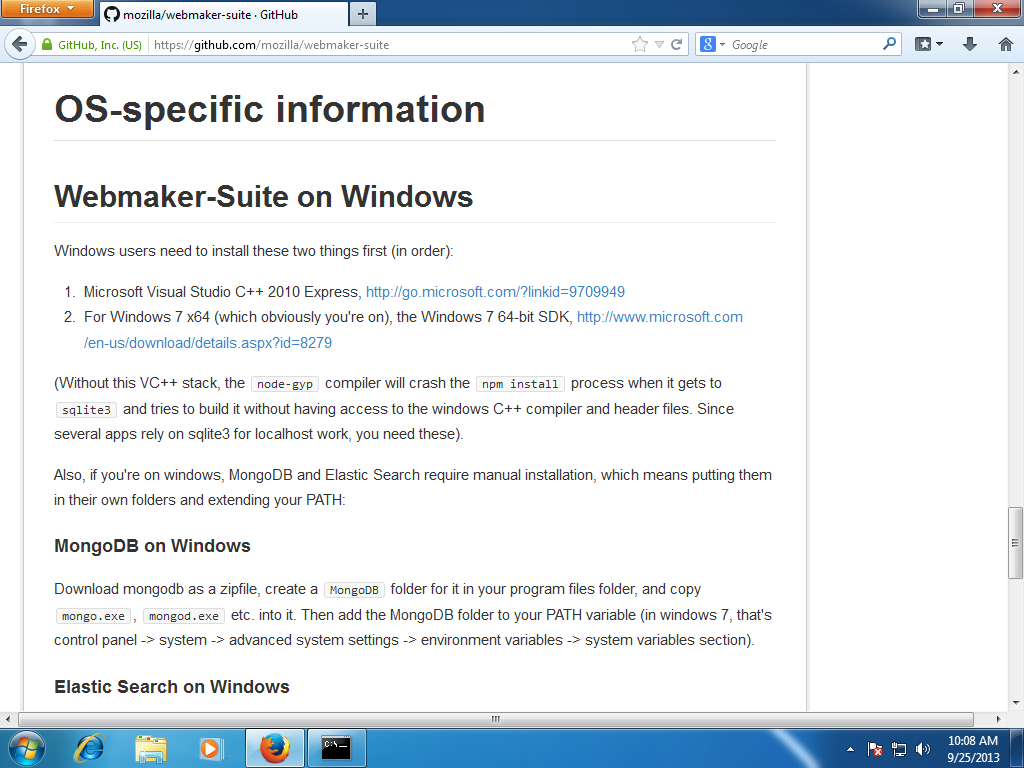 Firefox
mozilla/webmaker-suite · GitHub
GitHub, Inc. (US)
https://github.com/mozilla/webmaker-suite
Google
OS-specific information
Webmaker-Suite on Windows
Windows users need to install these two things first (in order):
1. Microsoft Visual Studio C++ 2010 Express, http://go.microsoft.com/?linkid=9709949
2. For Windows 7 x64 (which obviously you're on), the Windows 7 64-bit SDK, http://www.microsoft.com
/en-us/download/details.aspx?id=8279
(Without this VC++ stack, the node-gyp compiler will crash the npm install process when it gets to
sqlite3 and tries to build it without having access to the windows C++ compiler and header files. Since
several apps rely on sqlite3 for localhost work, you need these).
Also, if you're on windows, MongoDB and Elastic Search require manual installation, which means putting them
in their own folders and extending your PATH:
MongoDB on Windows
Download mongodb as a zipfile, create a MongoDB folder for it in your program files folder, and copy
mongo.exe, mongod.exe etc. into it. Then add the MongoDB folder to your PATH variable (in windows 7, that's
control panel -> system -> advanced system settings -> environment variables -> system variables section).
Elastic Search on Windows
10:08 AM
9/25/2013